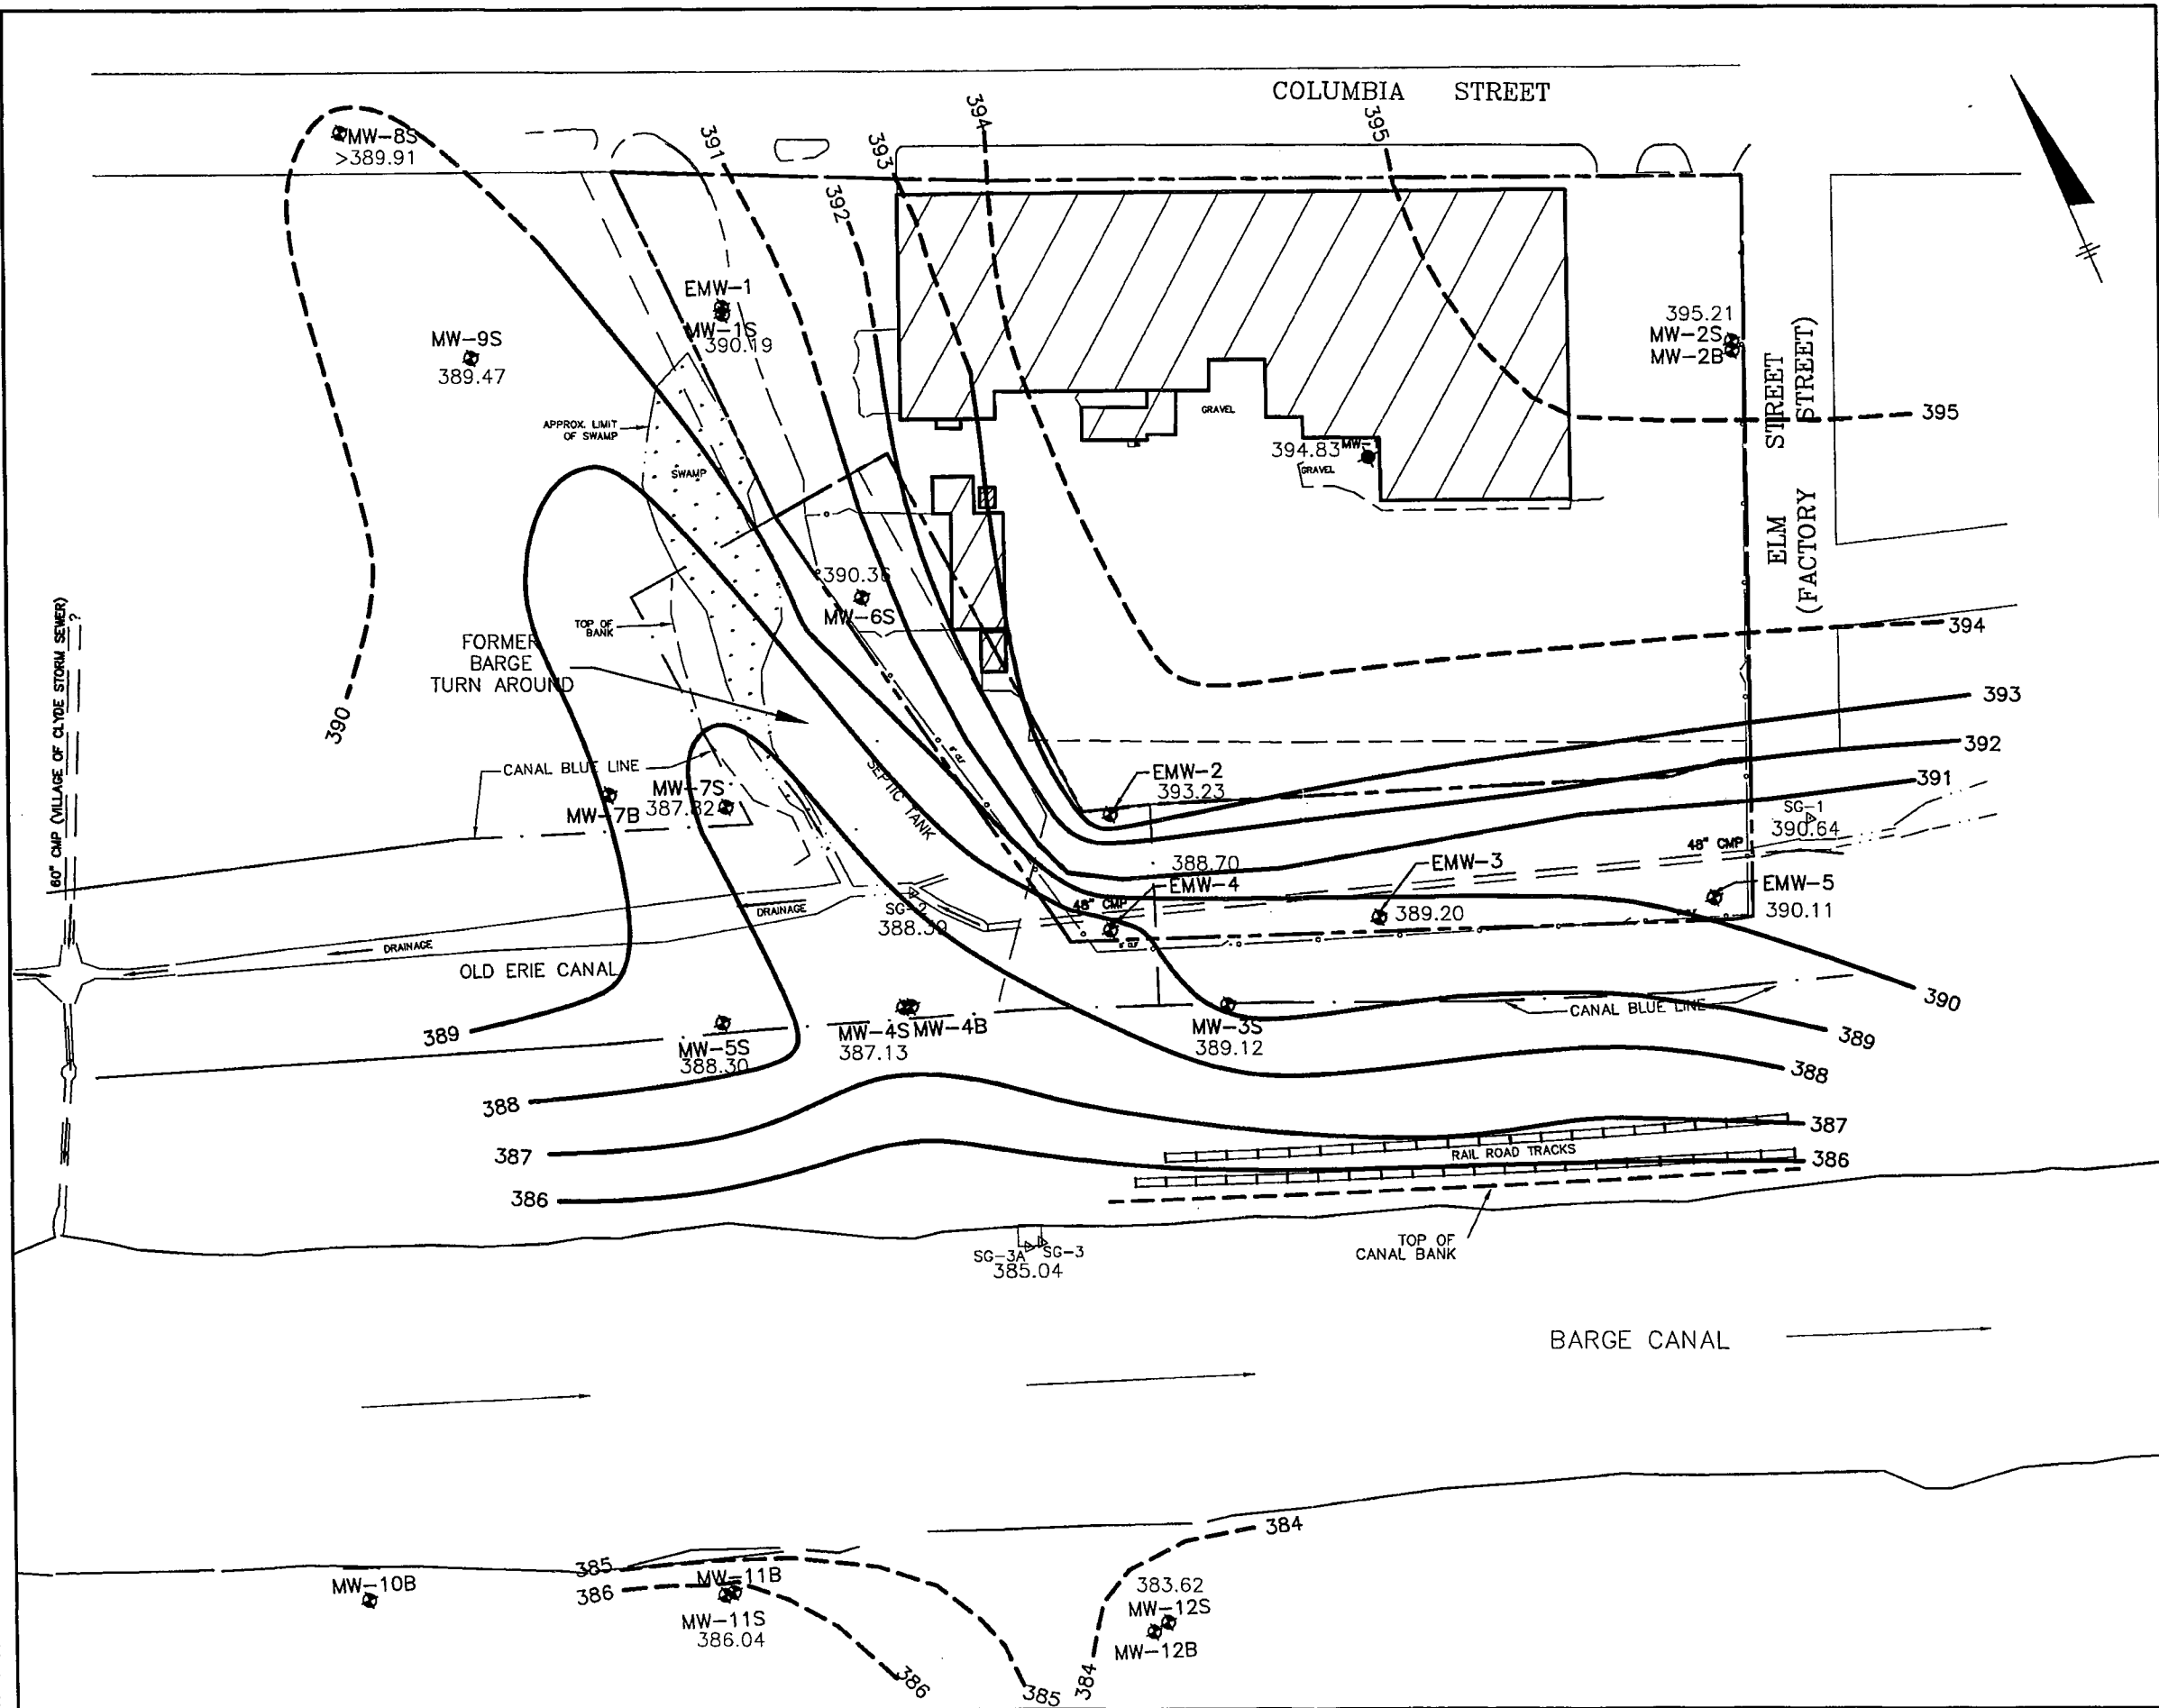 COLUMBIA STREET
394
395
391
393
392
MW-8S
>389.91
EMW-1
MW-1S
390.19
MW-9S
389.47
395.21
MW-2S
MW-2B
ELM STREET
(FACTORY STREET)
395
GRAVEL
394.83
MW-
GRAVEL
APPROX. LIMIT
OF SWAMP
SWAMP
390.36
MW-6S
TOP OF
BANK
FORMER
BARGE
TURN AROUND
394
60" CMP (VILLAGE OF CLYDE STORM SEWER)
?
390
393
392
391
CANAL BLUE LINE
MW-7S
387.82
MW-7B
SEPTIC TANK
EMW-2
393.23
SG-1
390.64
48" CMP
388.70
EMW-4
EMW-3
389.20
EMW-5
390.11
48" CMP
SG-2
388.39
DRAINAGE
DRAINAGE
OLD ERIE CANAL
390
CANAL BLUE LINE
389
MW-4S MW-4B
387.13
MW-3S
389.12
MW-5S
388.30
389
388
388
387
387
RAIL ROAD TRACKS
386
386
TOP OF
CANAL BANK
SG-3A
SG-3
385.04
BARGE CANAL
384
385
386
MW-10B
MW-11B
MW-11S
386.04
383.62
MW-12S
MW-12B
386
385
384